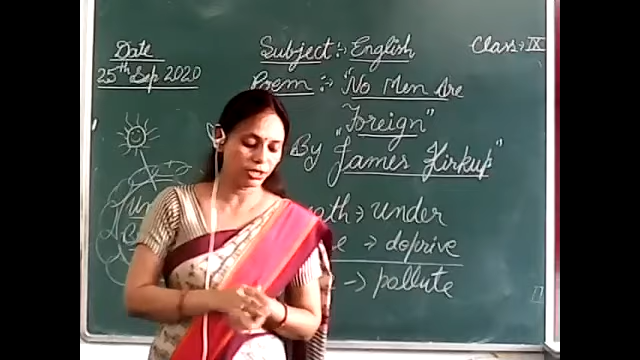 Date
25th Sep 2020
Subject :- English
Class :- IX
Poem :- "No Men Are
"Foreign"
By James Kirkup"
ath → under
e → deprive
→ pollute